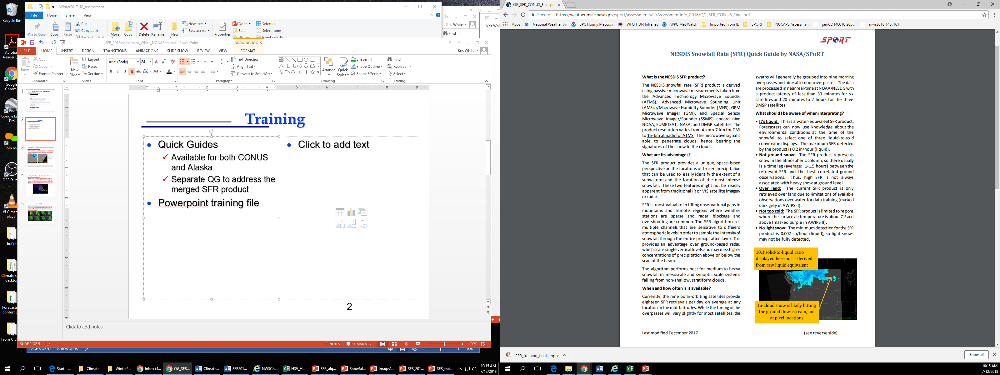 Recycle Bin
Acrobat
Reader D
Google
Chrom
Pro
Google Ea
Pro
join.me
OBS Stud
VLC med
player
bufkit
Climate st
desktop
Forecasti
contest p
From C dr
Winter2017-18_Assessment
File Home Share View
Pin to Quick Copy Paste
Cut
Copy path
Paste shortcut
Move Copy Delete Rename New
New item
Easy access
Properties
Open
Edit
History
Select all
Select none
Invert selection
Kris White
Kris Whi
Find
SFR_2018assessment_White_NOAASeminar - PowerPoint
DRAWING TOOLS
FILE HOME INSERT DESIGN TRANSITIONS ANIMATIONS SLIDE SHOW REVIEW VIEW FORMAT
Kris White
Paste
Cut
Copy
Format Painter
Clipboard
New
Slide
Layout
Reset
Section
Slides
Arial (Body) 24
B I U S abc AV Aa A
Font
Text Direction
Align Text
Convert to SmartArt
Paragraph
Arrange
Quick
Styles
Shape Fill
Shape Outline
Shape Effects
Drawing
Find
Replace
Select
Editing
1
2
3
4
5
Training
Quick Guides
Available for both CONUS
and Alaska
Separate QG to address the
merged SFR product
Powerpoint training file
Click to add text
2
Click to add notes
SLIDE 2 OF 5
NOTES COMMENTS 100%
PAGE 8 OF 47 7916 WORDS 100%
Start - ...
Climate
Winter2...
Inbox (4...
QG_SFR...
Climate...
SFR201...
NWSCh...
HSV_H...
SFR_alg...
Snowfal...
ImageA...
SFR_201...
SFR_trai...
10:15 AM
7/12/2018
QG_SFR_CONUS_Final.pd
Secure https://weather.msfc.nasa.gov/sport/assessments/sfrAssessmentInfo_2018/QG_SFR_CONUS_Final.pdf
Apps National Weather Se SPC Hourly Mesosca WFO HUN Intranet WPC Met Watch Imported From IE SPORT NUCAPS Assessment jamCD140010 2005.. mwr3018 140..161
SPORT
NESDIS Snowfall Rate (SFR) Quick Guide by NASA/SPoRT
What is the NESDIS SFR product?
The NESDIS snowfall rate (SFR) product is derived
using passive microwave measurements taken from
the Advanced Technology Microwave Sounder
(ATMS), Advanced Microwave Sounding Unit
(AMSU)/Microwave Humidity Sounder (MHS), GPM
Microwave Imager (GMI), and Special Sensor
Microwave Imager/Sounder (SSMIS) aboard nine
NOAA, EUMETSAT, NASA, and DMSP satellites. The
product resolution varies from 4-km x 7-km for GMI
to 16- km at nadir for ATMS. The microwave signal is
able to penetrate clouds, hence bearing the
signatures of the snow in the clouds.
What are its advantages?
The SFR product provides a unique, space-based
perspective on the locations of frozen precipitation
that can be used to easily identify the extent of a
snowstorm and the location of the most intense
snowfall. These two features might not be readily
apparent from traditional IR or VIS satellite imagery
or radar.
SFR is most valuable in filling observational gaps in
mountains and remote regions where weather
stations are sparse and radar blockage and
overshooting are common. The SFR algorithm uses
multiple channels that are sensitive to different
atmospheric levels in order to sample the intensity of
snowfall through the entire precipitation layer. This
provides an advantage over ground-based radar,
which scans single vertical levels and may miss higher
concentrations of precipitation above or below the
scan of the beam.
The algorithm performs best for medium to heavy
snowfall in mesoscale and synoptic scale systems
falling from non-shallow, stratiform clouds.
When and how often is it available?
Currently, the nine polar-orbiting satellites provide
eighteen SFR retrievals per day on average at any
location in the mid-latitudes. While the timing of the
overpasses will vary slightly for most satellites, the
swaths will generally be grouped into nine morning
overpasses and nine afternoon overpasses. The data
are processed in near real-time at NOAA/NESDIS with
a product latency of less than 30 minutes for six
satellites and 20 minutes to 2 hours for the three
DMSP satellites.
What should I be aware of when interpreting?
It's liquid: This is a water-equivalent SFR product.
Forecasters can now use knowledge about the
environmental conditions at the time of the
snowfall to select one of three liquid-to-solid
conversion displays. The maximum SFR detected
by the product is 0.2 in/hour (liquid).
Not ground snow: The SFR product represents
snow in the atmospheric column, so there usually
is a time lag (average: 1-1.5 hours) between the
retrieved SFR and the best correlated ground
observations. Thus, high SFR is not always
associated with heavy snow at ground level.
Over land: The current SFR product is only
retrieved over land due to limitations of available
observations over water for data training (masked
dark grey in AWIPS II).
Not too cold: The SFR product is limited to regions
where the surface air temperature is about 7°F and
above (masked purple in AWIPS II).
No light snow: The minimum detection for the SFR
product is 0.002 in/hour (liquid), so light snows
may not be fully detected.
10:1 solid-to-liquid ratio
displayed here but is derived
from raw liquid equivalent
In-cloud snow is likely hitting
the ground downstream, not
at pixel locations
Last modified December 2017
(see reverse side)
SFR_training_final....pptx
Show all
10:15 AM
7/12/2018